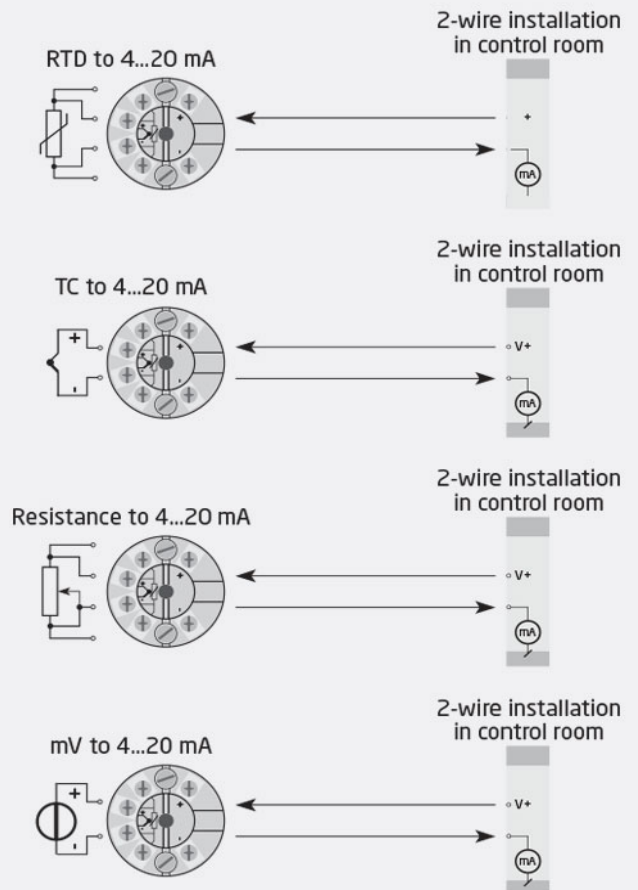 2-wire installation
in control room
RTD to 4...20 mA
+
mA
2-wire installation
in control room
TC to 4...20 mA
+
-
V+
mA
2-wire installation
in control room
Resistance to 4...20 mA
V+
mA
2-wire installation
in control room
mV to 4...20 mA
+
-
V+
mA